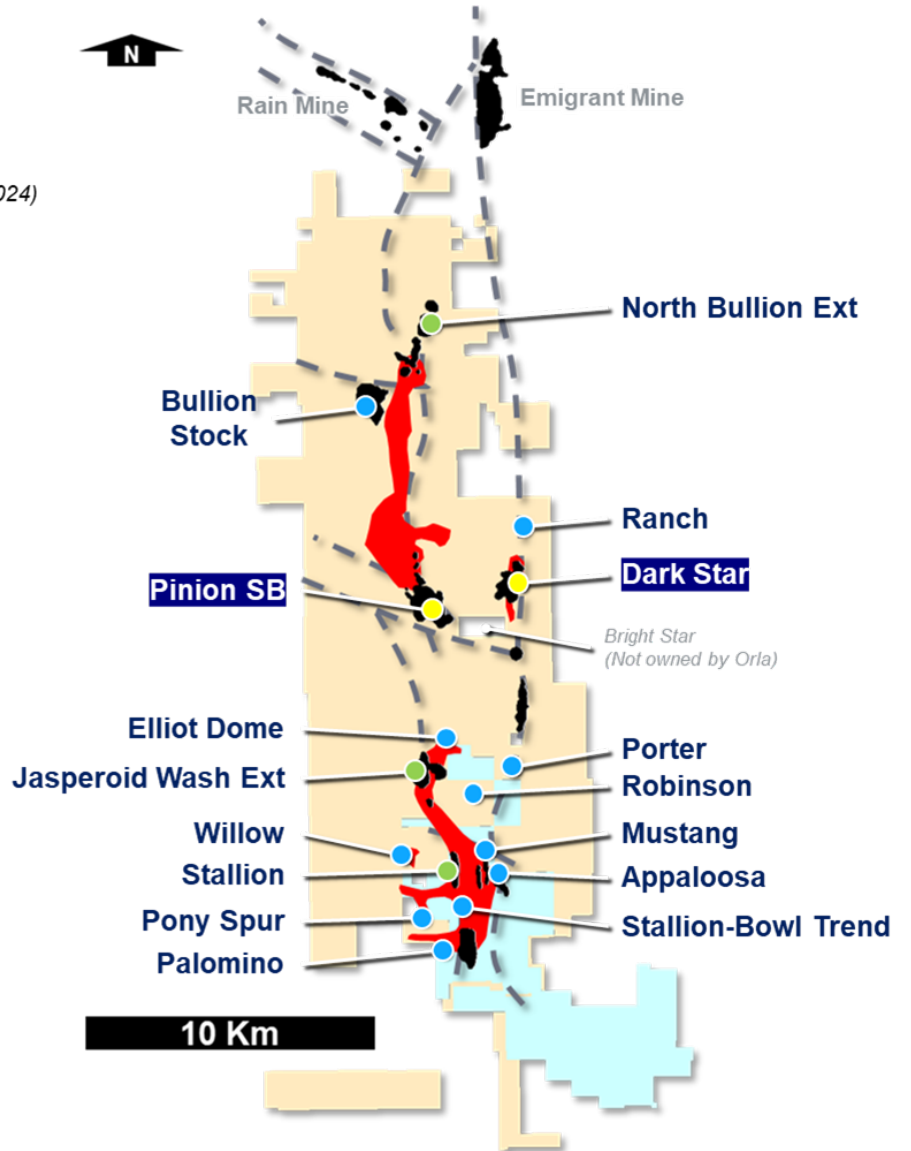 N
Rain Mine
Emigrant Mine
024)
North Bullion Ext
Bullion
Stock
Ranch
Dark Star
Pinion SB
Bright Star
(Not owned by Orla)
Elliot Dome
Porter
Jasperoid Wash Ext
Robinson
Willow
Mustang
Stallion
Appaloosa
Pony Spur
Stallion-Bowl Trend
Palomino
10 Km